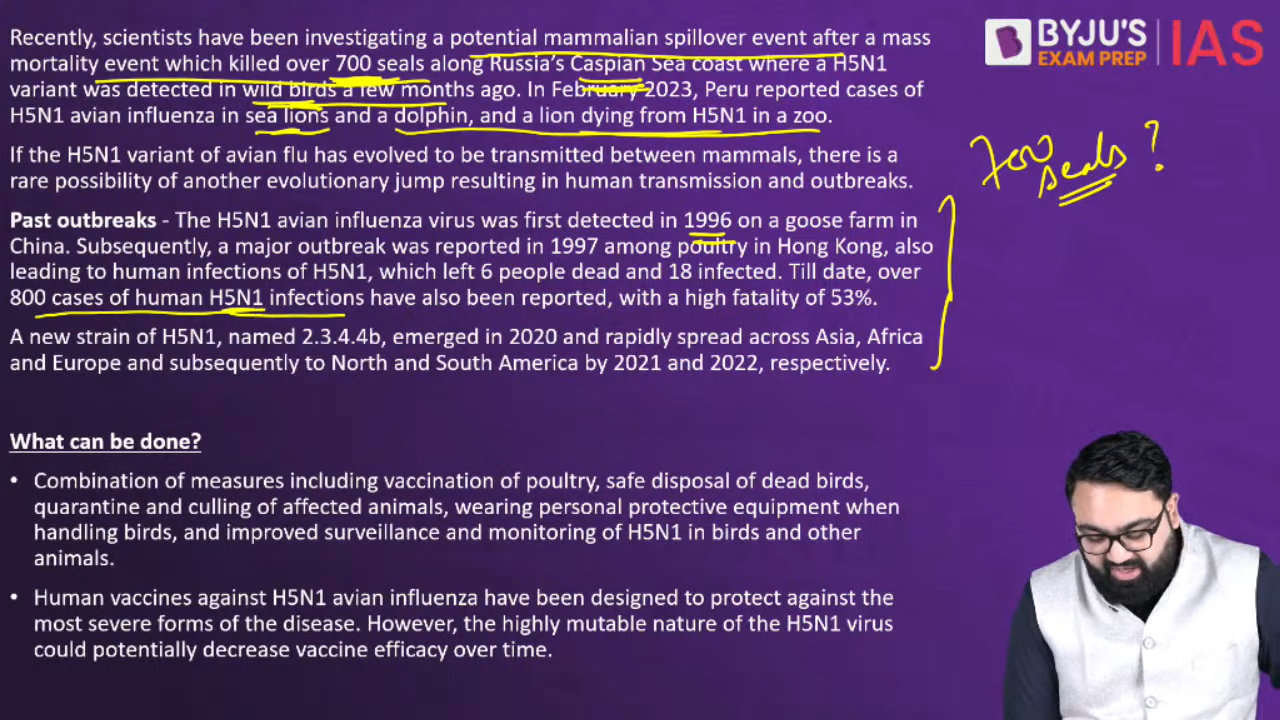 Recently, scientists have been investigating a potential mammalian spillover event after a mass
mortality event which killed over 700 seals along Russia's Caspian Sea coast where a H5N1
variant was detected in wild birds a few months ago. In February 2023, Peru reported cases of
H5N1 avian influenza in sea lions and a dolphin, and a lion dying from H5N1 in a zoo.
If the H5N1 variant of avian flu has evolved to be transmitted between mammals, there is a
rare possibility of another evolutionary jump resulting in human transmission and outbreaks.
Past outbreaks - The H5N1 avian influenza virus was first detected in 1996 on a goose farm in
China. Subsequently, a major outbreak was reported in 1997 among poultry in Hong Kong, also
leading to human infections of H5N1, which left 6 people dead and 18 infected. Till date, over
800 cases of human H5N1 infections have also been reported, with a high fatality of 53%.
A new strain of H5N1, named 2.3.4.4b, emerged in 2020 and rapidly spread across Asia, Africa
and Europe and subsequently to North and South America by 2021 and 2022, respectively.
What can be done?
• Combination of measures including vaccination of poultry, safe disposal of dead birds,
quarantine and culling of affected animals, wearing personal protective equipment when
handling birds, and improved surveillance and monitoring of H5N1 in birds and other
animals.
• Human vaccines against H5N1 avian influenza have been designed to protect against the
most severe forms of the disease. However, the highly mutable nature of the H5N1 virus
could potentially decrease vaccine efficacy over time.
BYJU'S
EXAM PREP
IAS
700
seals ?